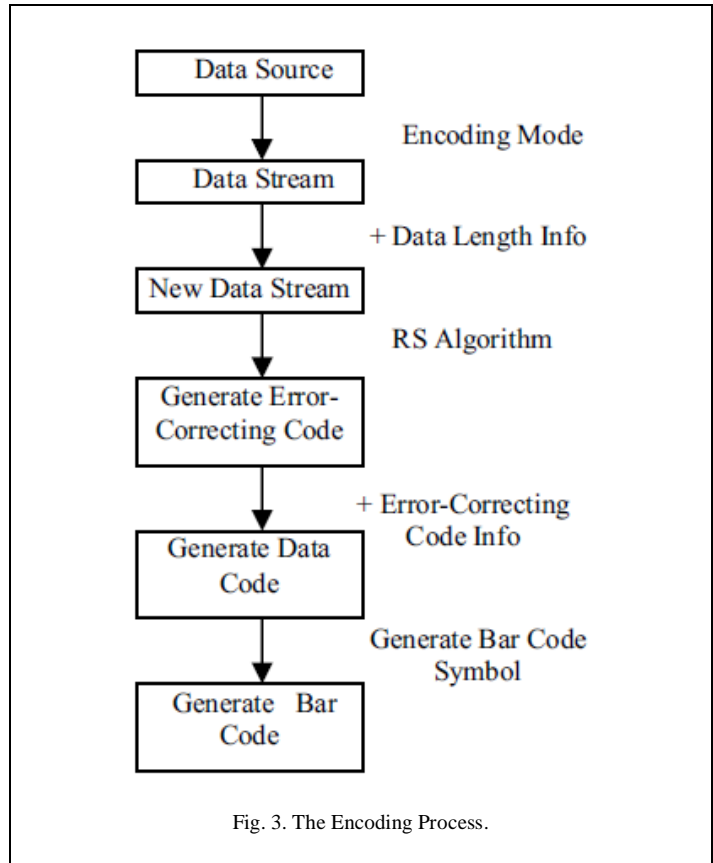 Data Source
Encoding Mode
Data Stream
+ Data Length Info
New Data Stream
RS Algorithm
Generate Error-
Correcting Code
+ Error-Correcting
Code Info
Generate Data
Code
Generate Bar Code
Symbol
Generate Bar
Code
Fig. 3. The Encoding Process.